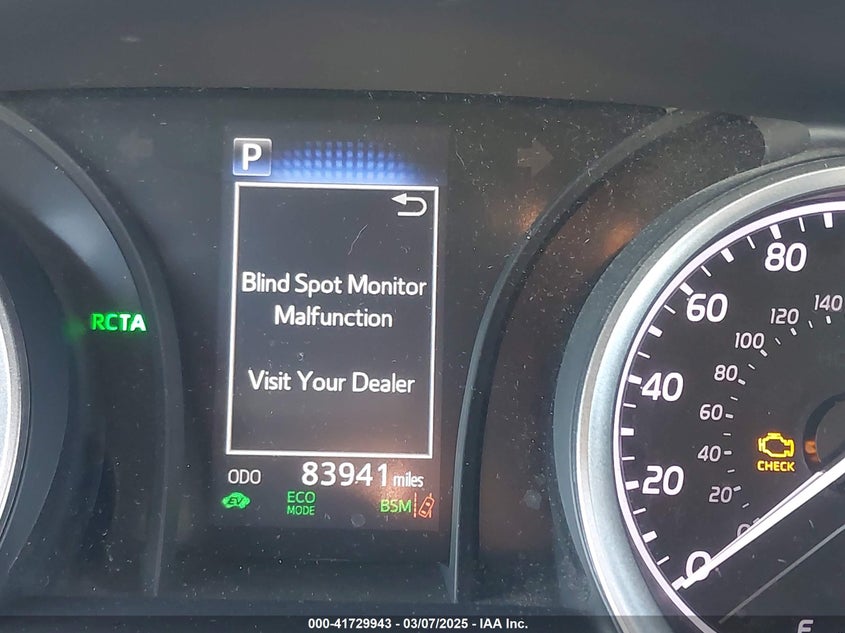 P
Blind Spot Monitor
Malfunction
Visit Your Dealer
RCTA
ODO 83941 miles
EV ECO MODE BSM
80
60
40
20
0
140
120
100
80
60
40
20
CHECK
000-41729943 - 03/07/2025 - IAA Inc.